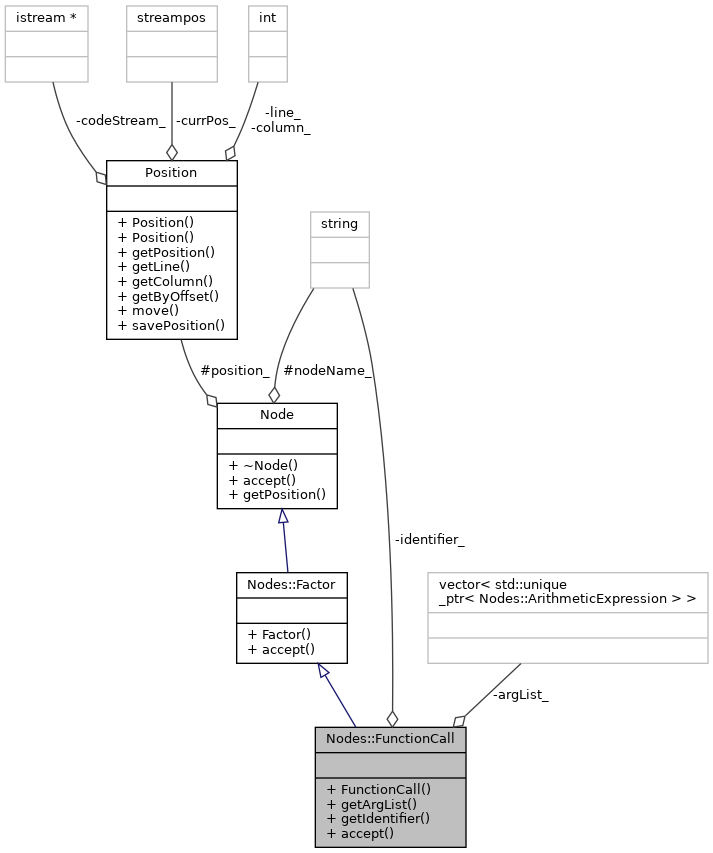 istream *
streampos
int
-codeStream_
-currPos_
-line_
-column_
Position
+ Position()
+ Position()
+ getPosition()
+ getLine()
+ getColumn()
+ getByOffset()
+ move()
+ savePosition()
string
#position_
#nodeName_
Node
+ ~Node()
+ accept()
+ getPosition()
-identifier_
Nodes::Factor
+ Factor()
+ accept()
vector< std::unique
_ptr< Nodes::ArithmeticExpression > >
-argList_
Nodes::FunctionCall
+ FunctionCall()
+ getArgList()
+ getIdentifier()
+ accept()